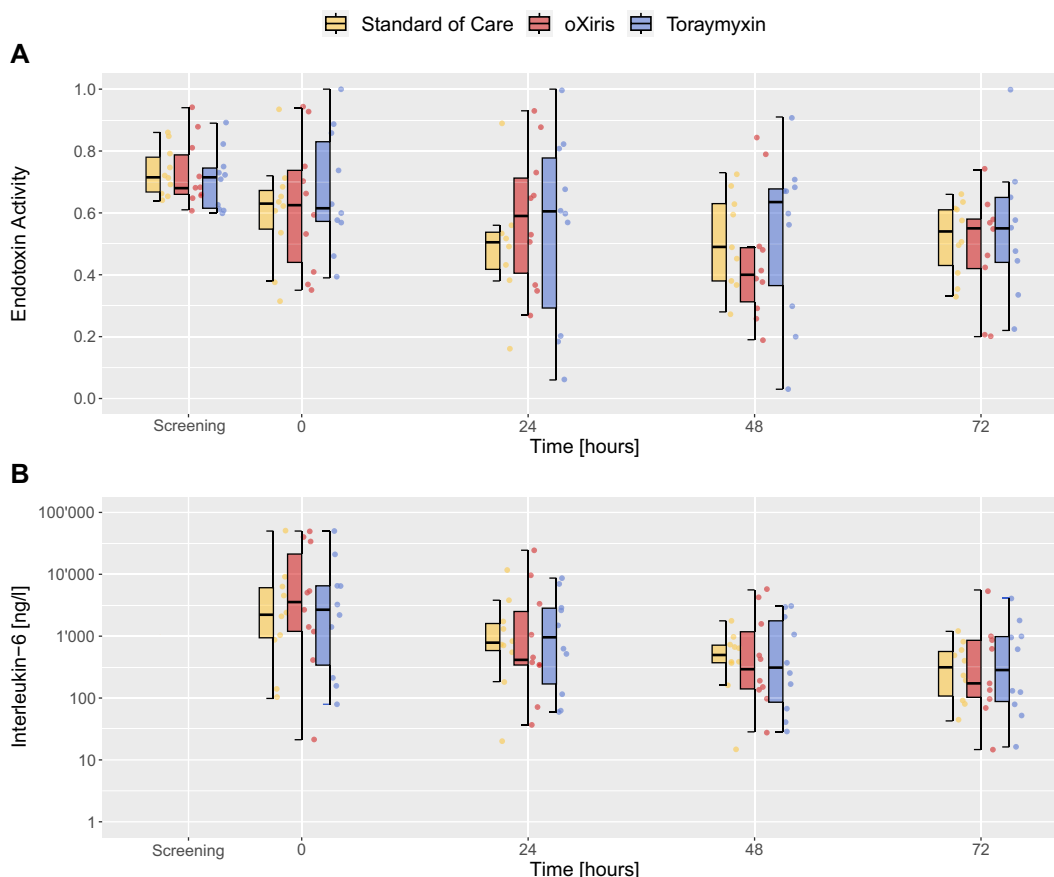 Standard of Care oXiris Toraymyxin
A
Endotoxin Activity
1.0
0.8
0.6
0.4
0.2
0.0
Screening 0 24 48 72
Time [hours]
B
Interleukin−6 [ng/l]
100'000
10'000
1'000
100
10
1
Screening 0 24 48 72
Time [hours]